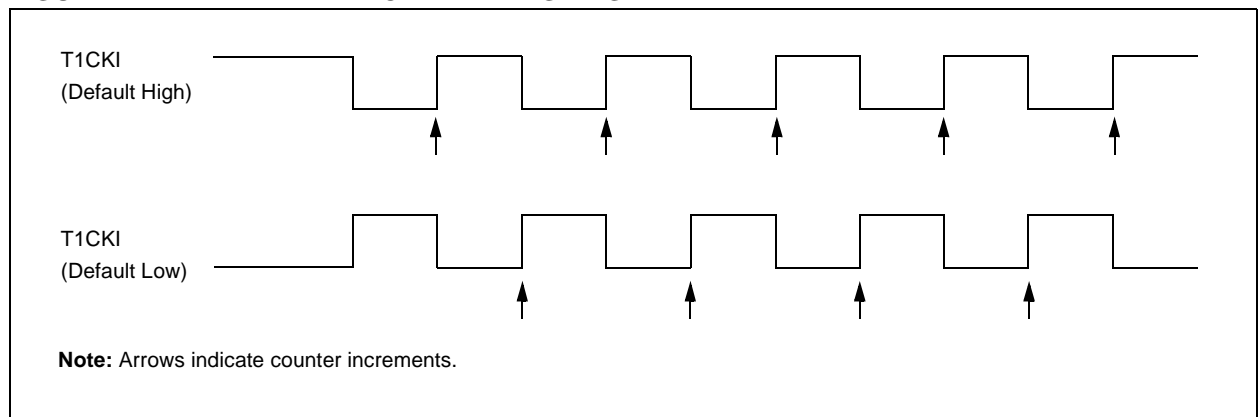 T1CKI
(Default High)
T1CKI
(Default Low)
Note: Arrows indicate counter increments.